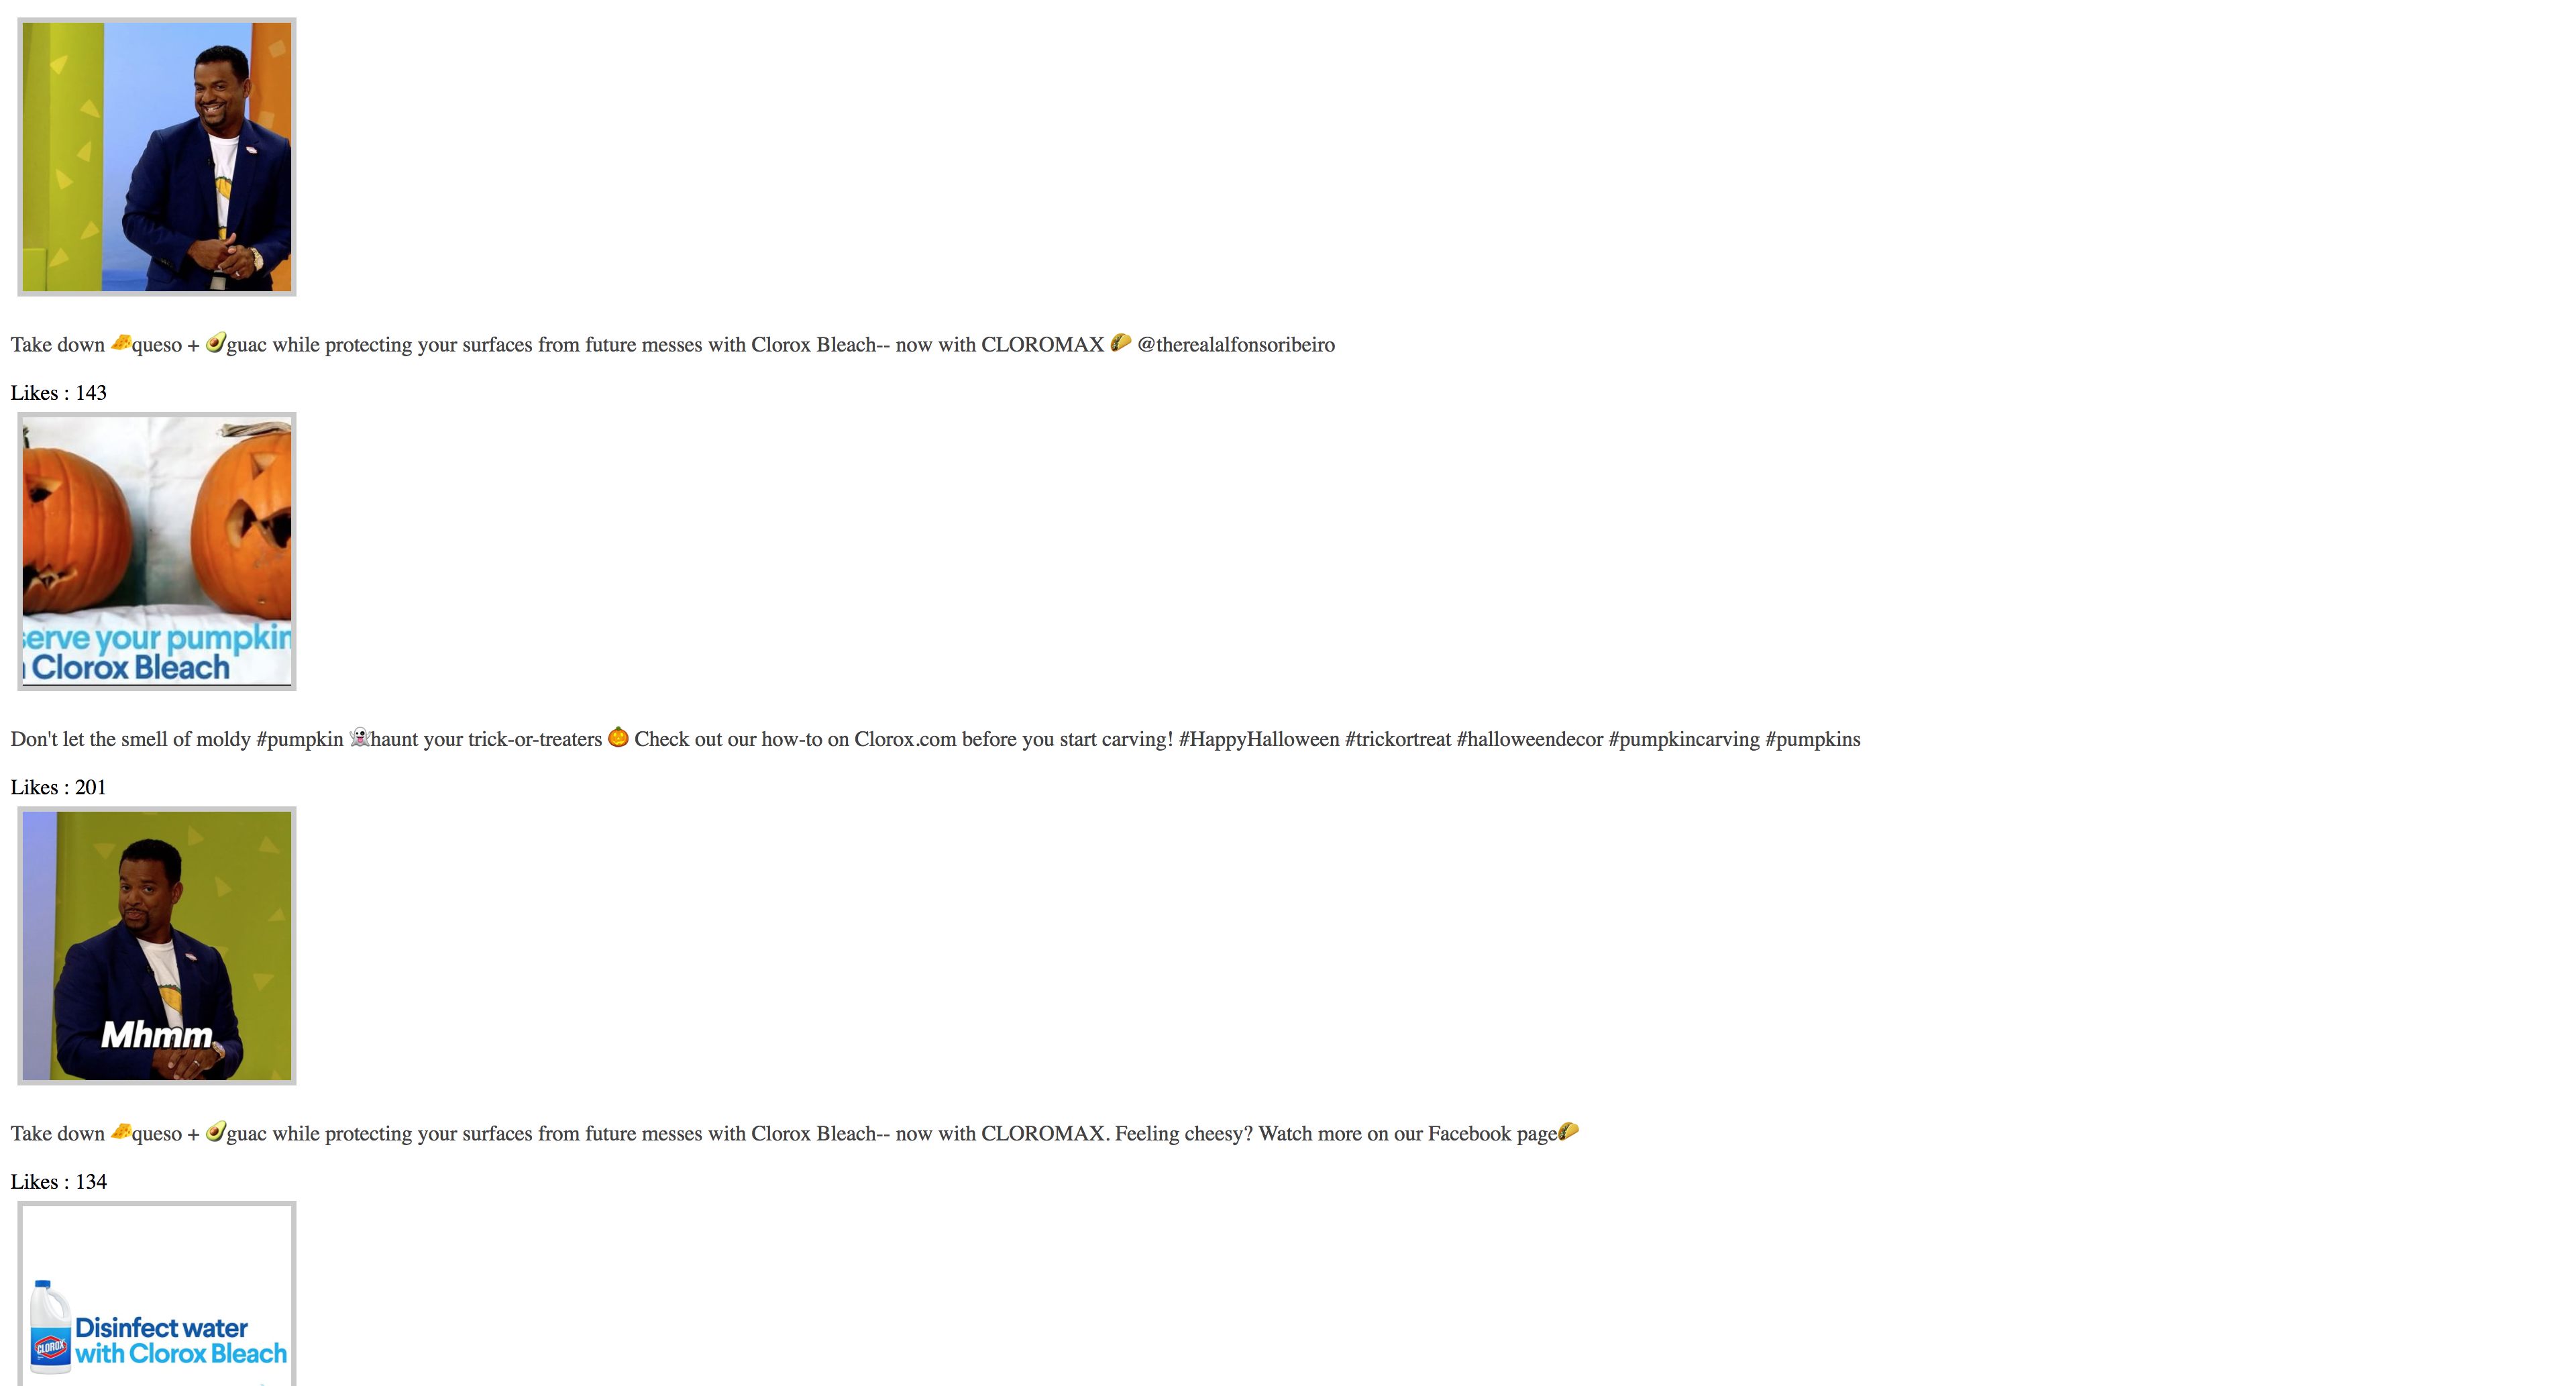 Take down 🧀queso + 🥑guac while protecting your surfaces from future messes with Clorox Bleach-- now with CLOROMAX 🌮 @therealalfonsoribeiro
Likes : 143
serve your pumpkin
Clorox Bleach
Don't let the smell of moldy #pumpkin 👻haunt your trick-or-treaters 🎃 Check out our how-to on Clorox.com before you start carving! #HappyHalloween #trickortreat #halloweendecor #pumpkincarving #pumpkins
Likes : 201
Mhmm
Take down 🧀queso + 🥑guac while protecting your surfaces from future messes with Clorox Bleach-- now with CLOROMAX. Feeling cheesy? Watch more on our Facebook page🌮
Likes : 134
CLOROX
Disinfect water
with Clorox Bleach